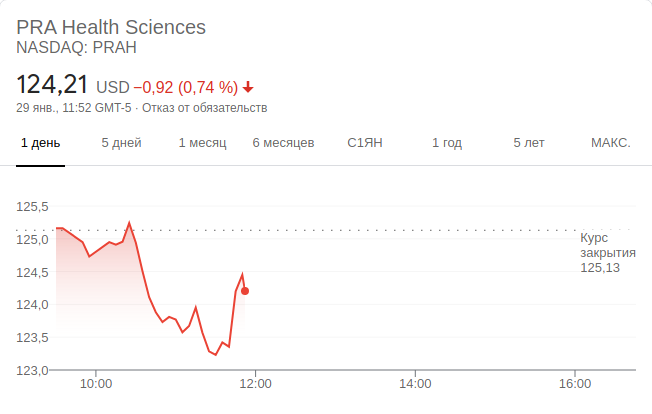 PRA Health Sciences
NASDAQ: PRAH
124,21 USD −0,92 (0,74 %)
29 янв., 11:52 GMT-5 · Отказ от обязательств
1 день 5 дней 1 месяц 6 месяцев С1ЯН 1 год 5 лет МАКС.
125,5
125,0
124,5
124,0
123,5
123,0
Курс
закрытия
125,13
10:00 12:00 14:00 16:00